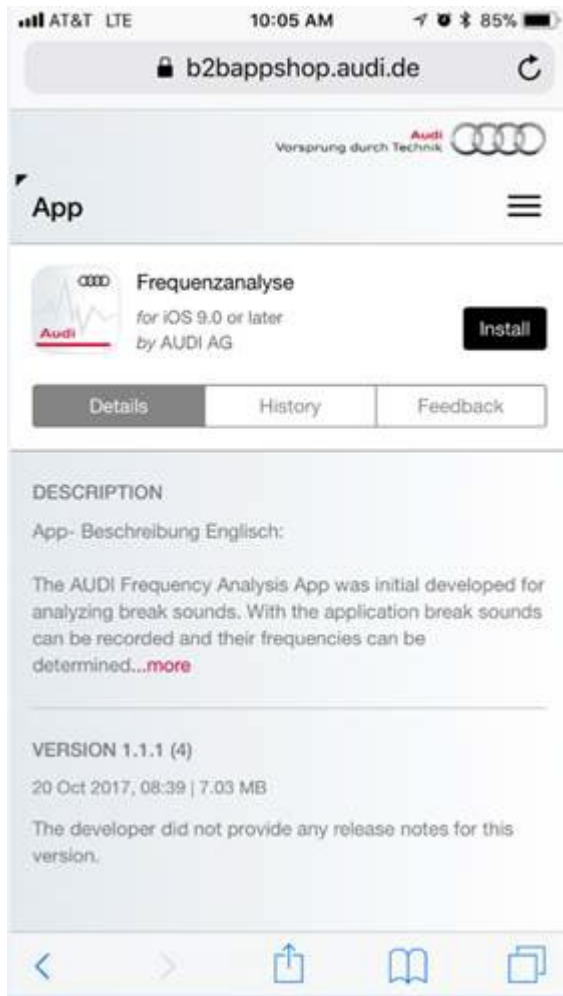 AT&T LTE 10:05 AM 85%
b2bappshop.audi.de
Audi
Vorsprung durch Technik
App
Frequenzanalyse
for iOS 9.0 or later
by AUDI AG
Audi
Install
Details History Feedback
DESCRIPTION
App- Beschreibung Englisch:
The AUDI Frequency Analysis App was initial developed for
analyzing break sounds. With the application break sounds
can be recorded and their frequencies can be
determined...more
VERSION 1.1.1 (4)
20 Oct 2017, 08:39 | 7.03 MB
The developer did not provide any release notes for this
version.